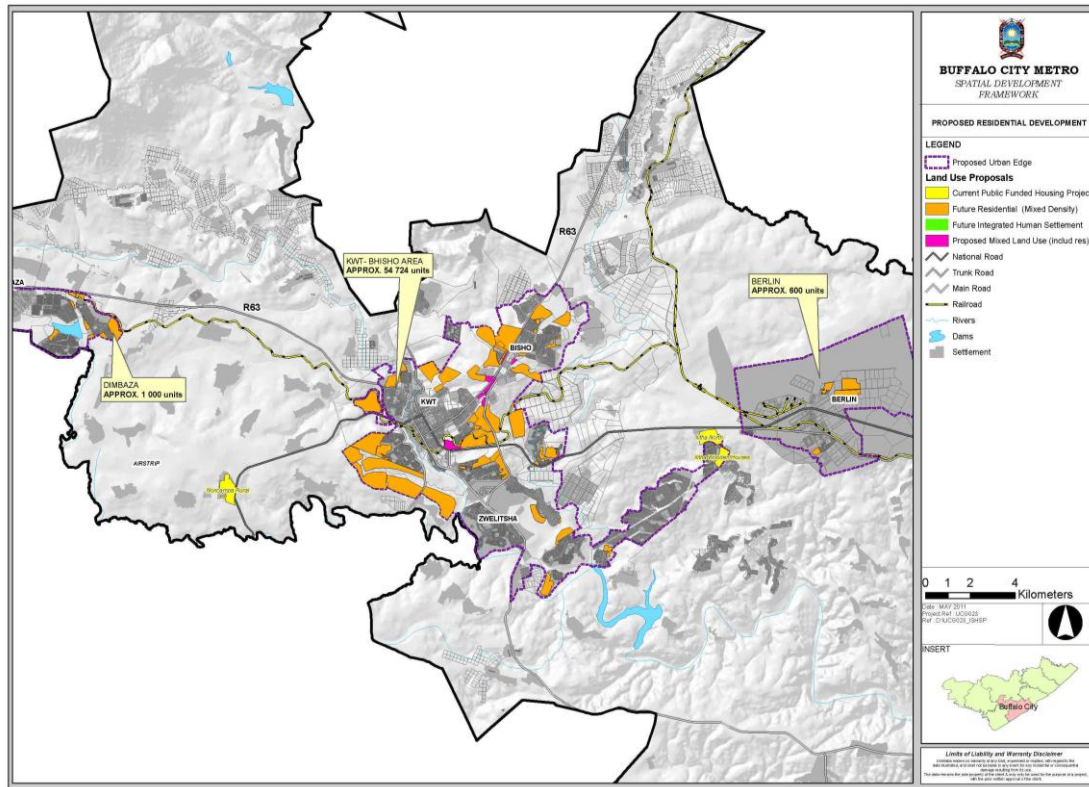 R63
KWT- BHISHO AREA
APPROX. 54 724 units
R63
BERLIN
APPROX. 600 units
BISHO
DIMBAZA
APPROX. 1 000 units
KWT
BERLIN
AIRSTRIP
ZWELITSHA
BUFFALO CITY METRO
SPATIAL DEVELOPMENT
FRAMEWORK
PROPOSED RESIDENTIAL DEVELOPMENT
LEGEND
Proposed Urban Edge
Land Use Proposals
Current Public Funded Housing Projec
Future Residential (Mixed Density)
Future Integrated Human Settlement
Proposed Mixed Land Use (includ res)
National Road
Trunk Road
Main Road
Railroad
Rivers
Dams
Settlement
0 1 2 4
Kilometers
Date : MAY 2011
Project Ref : UCG023
INSERT
Buffalo City
Limits of Liability and Warranty Disclaimer